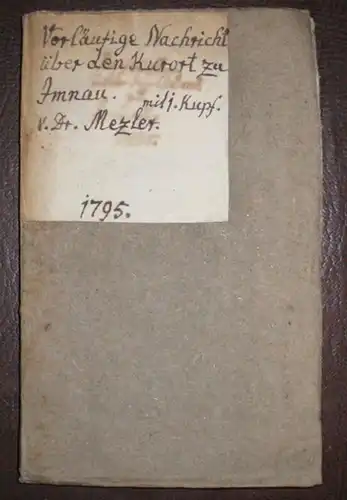 Vorläufige Nachricht
über den Kurort zu
Imnau. mit 1. Kupf.
v. Dr. Mezler.
1795.